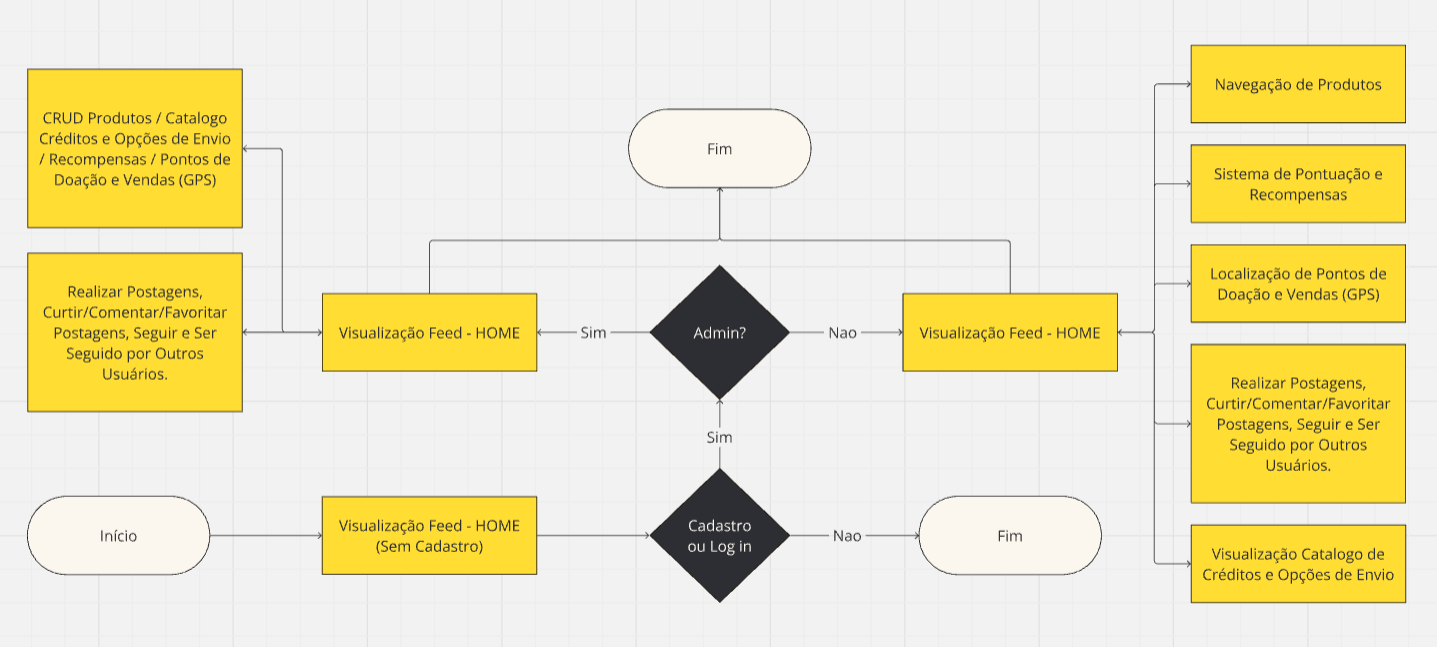 CRUD Produtos / Catalogo
Créditos e Opções de Envio
/ Recompensas / Pontos de
Doação e Vendas (GPS)
Realizar Postagens,
Curtir/Comentar/Favoritar
Postagens, Seguir e Ser
Seguido por Outros
Usuários.
Fim
Visualização Feed - HOME
Sim
Admin?
Nao
Visualização Feed - HOME
Sim
Início
Visualização Feed - HOME
(Sem Cadastro)
Cadastro
ou Log in
Nao
Fim
Navegação de Produtos
Sistema de Pontuação e
Recompensas
Localização de Pontos de
Doação e Vendas (GPS)
Realizar Postagens,
Curtir/Comentar/Favoritar
Postagens, Seguir e Ser
Seguido por Outros
Usuários.
Visualização Catalogo de
Créditos e Opções de Envio